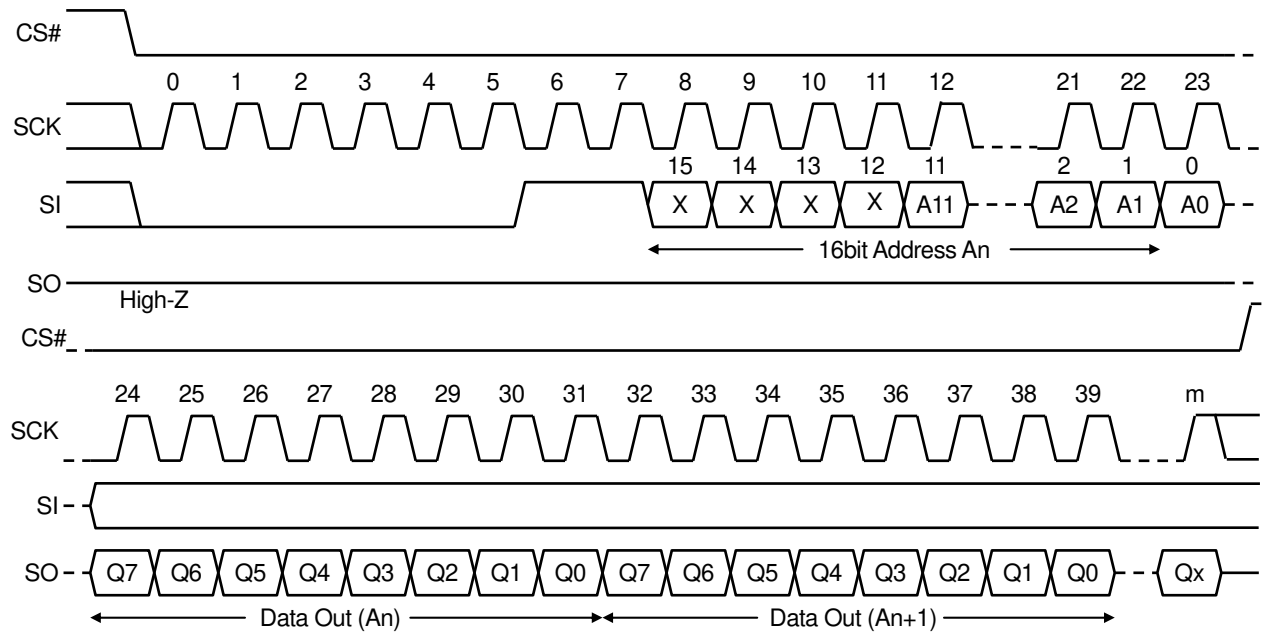 CS#
0 1 2 3 4 5 6 7 8 9 10 11 12 21 22 23
SCK
15 14 13 12 11 2 1 0
SI X X X X A11 A2 A1 A0
16bit Address An
SO
High-Z
CS#
24 25 26 27 28 29 30 31 32 33 34 35 36 37 38 39 m
SCK
SI
SO Q7 Q6 Q5 Q4 Q3 Q2 Q1 Q0 Q7 Q6 Q5 Q4 Q3 Q2 Q1 Q0 Qx
Data Out (An) Data Out (An+1)